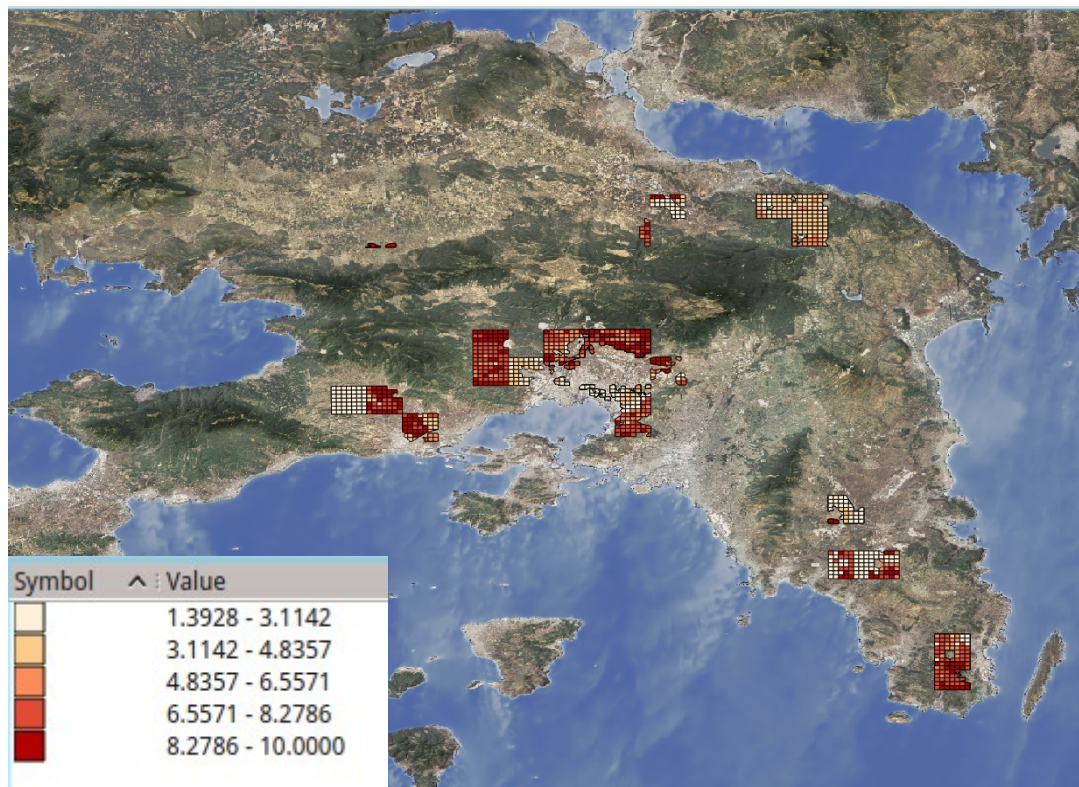 Symbol Value
1.3928 - 3.1142
3.1142 - 4.8357
4.8357 - 6.5571
6.5571 - 8.2786
8.2786 - 10.0000